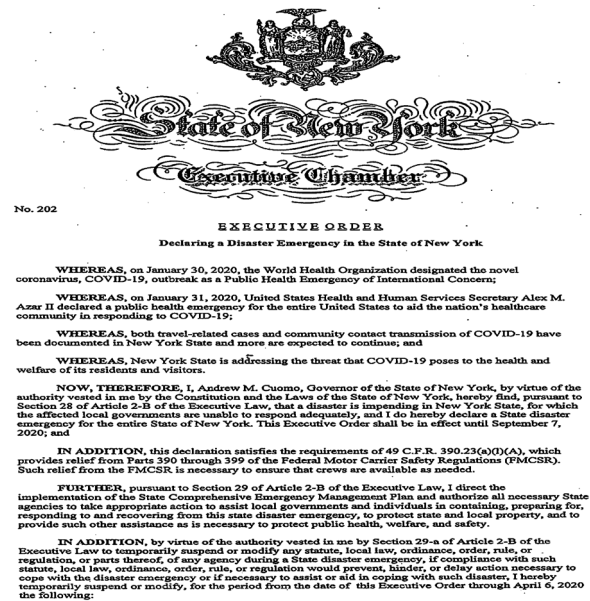 State of New York
Executive Chamber
No. 202
EXECUTIVE ORDER
Declaring a Disaster Emergency in the State of New York
WHEREAS, on January 30, 2020, the World Health Organization designated the novel
coronavirus, COVID-19, outbreak as a Public Health Emergency of International Concern;
WHEREAS, on January 31, 2020, United States Health and Human Services Secretary Alex M.
Azar II declared a public health emergency for the entire United States to aid the nation's healthcare
community in responding to COVID-19;
WHEREAS, both travel-related cases and community contact transmission of COVID-19 have
been documented in New York State and more are expected to continue; and
WHEREAS, New York State is addressing the threat that COVID-19 poses to the health and
welfare of its residents and visitors.
NOW, THEREFORE, I, Andrew M. Cuomo, Governor of the State of New York, by virtue of the
authority vested in me by the Constitution and the Laws of the State of New York, hereby find, pursuant to
Section 28 of Article 2-B of the Executive Law, that a disaster is impending in New York State, for which
the affected local governments are unable to respond adequately, and I do hereby declare a State disaster
emergency for the entire State of New York. This Executive Order shall be in effect until September 7,
2020; and
IN ADDITION, this declaration satisfies the requirements of 49 C.F.R. 390.23(a)(l)(A), which
provides relief from Parts 390 through 399 of the Federal Motor Carrier Safety Regulations (FMCSR).
Such relief from the FMCSR is necessary to ensure that crews are available as needed.
FURTHER, pursuant to Section 29 of Article 2-B of the Executive Law, I direct the
implementation of the State Comprehensive Emergency Management Plan and authorize all necessary State
agencies to take appropriate action to assist local governments and individuals in containing, preparing for,
responding to and recovering from this state disaster emergency, to protect state and local property, and to
provide such other assistance as is necessary to protect public health, welfare, and safety.
IN ADDITION, by virtue of the authority vested in me by Section 29-a of Article 2-B of the
Executive Law to temporarily suspend or modify any statute, local law, ordinance, order, rule, or
regulation, or parts thereof, of any agency during a State disaster emergency, if compliance with such
statute, local law, ordinance, order, rule, or regulation would prevent, hinder, or delay action necessary to
cope with the disaster emergency or if necessary to assist or aid in coping with such disaster, I hereby
temporarily suspend or modify, for the period from the date of this Executive Order through April 6, 2020
the following: